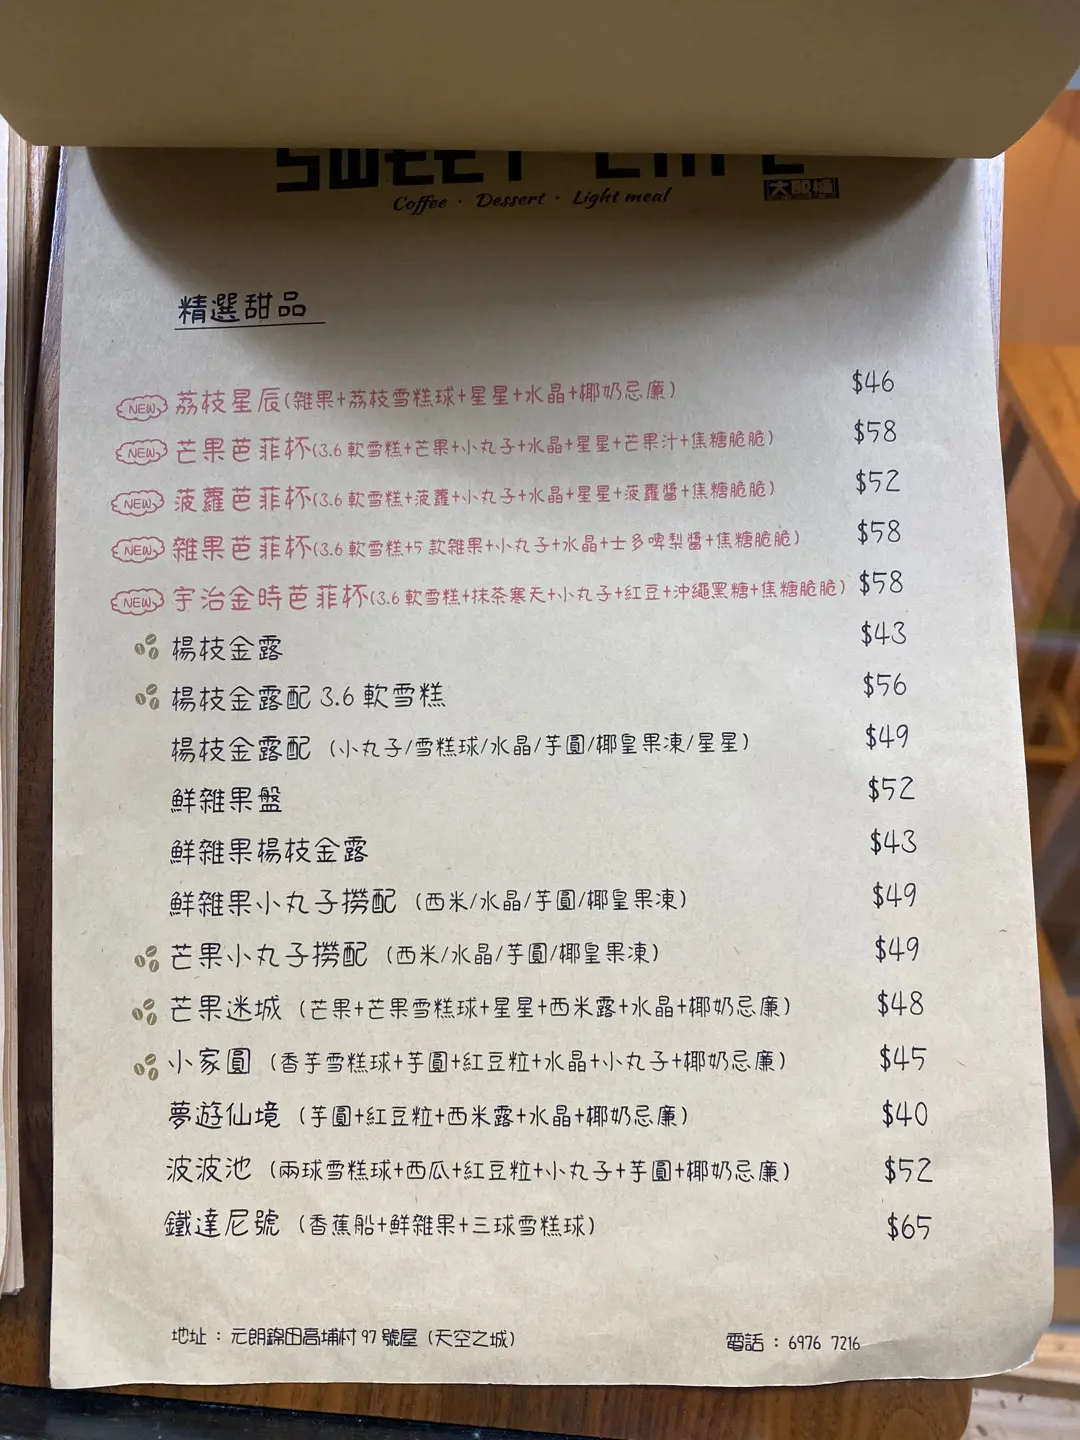 SWEET CAFE
Coffee · Dessert · Light meal
精選甜品
NEW 荔枝星辰(雜果+荔枝雪糕球+星星+水晶+椰奶忌廉) $46
NEW 芒果芭菲杯(3.6 軟雪糕+芒果+小丸子+水晶+星星+芒果汁+焦糖脆脆) $58
NEW 菠蘿芭菲杯(3.6 軟雪糕+菠蘿+小丸子+水晶+星星+菠蘿醬+焦糖脆脆) $52
NEW 雜果芭菲杯(3.6 軟雪糕+5 款雜果+小丸子+水晶+士多啤梨醬+焦糖脆脆) $58
NEW 宇治金時芭菲杯(3.6 軟雪糕+抹茶寒天+小丸子+紅豆+沖繩黑糖+焦糖脆脆) $58
楊枝金露 $43
楊枝金露配 3.6 軟雪糕 $56
楊枝金露配 (小丸子/雪糕球/水晶/芋圓/椰皇果凍/星星) $49
鮮雜果盤 $52
鮮雜果楊枝金露 $43
鮮雜果小丸子撈配 (西米/水晶/芋圓/椰皇果凍) $49
芒果小丸子撈配 (西米/水晶/芋圓/椰皇果凍) $49
芒果迷城 (芒果+芒果雪糕球+星星+西米露+水晶+椰奶忌廉) $48
小家圓 (香芋雪糕球+芋圓+紅豆粒+水晶+小丸子+椰奶忌廉) $45
夢遊仙境 (芋圓+紅豆粒+西米露+水晶+椰奶忌廉) $40
波波池 (兩球雪糕球+西瓜+紅豆粒+小丸子+芋圓+椰奶忌廉) $52
鐵達尼號 (香蕉船+鮮雜果+三球雪糕球) $65
地址：元朗錦田高埔村 97 號屋 (天空之城) 電話：6976 7216